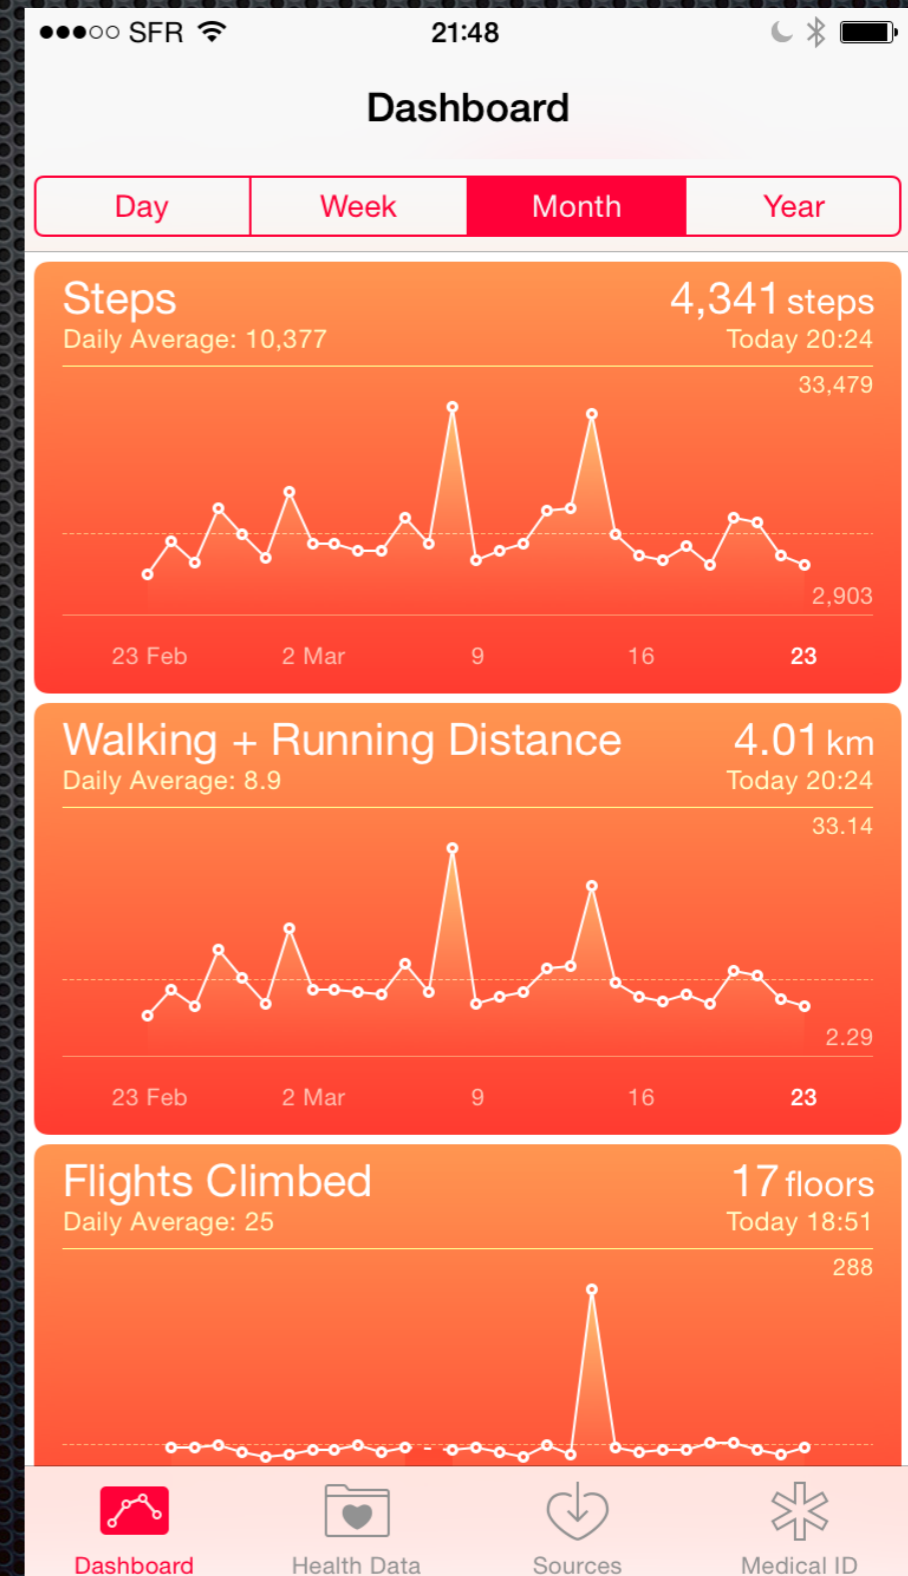 SFR 21:48
Dashboard
Day Week Month Year
Steps 4,341 steps
Daily Average: 10,377 Today 20:24
33,479
2,903
23 Feb 2 Mar 9 16 23
Walking + Running Distance 4.01 km
Daily Average: 8.9 Today 20:24
33.14
2.29
23 Feb 2 Mar 9 16 23
Flights Climbed 17 floors
Daily Average: 25 Today 18:51
288
Dashboard Health Data Sources Medical ID